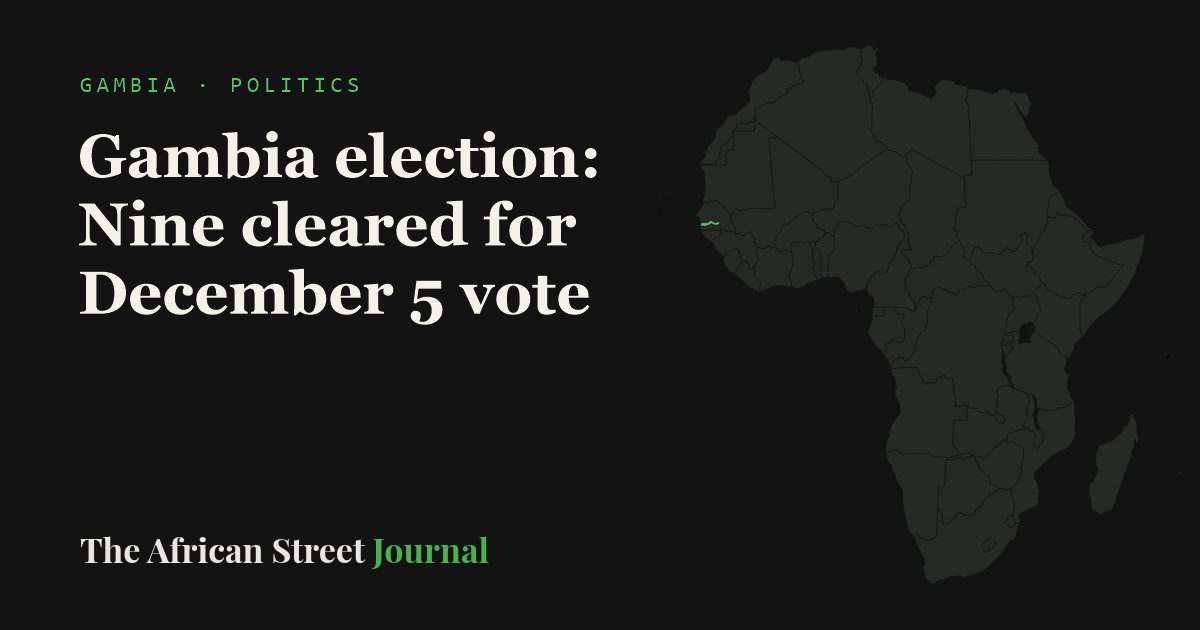 GAMBIA · POLITICS
Gambia election:
Nine cleared for
December 5 vote
The African Street Journal